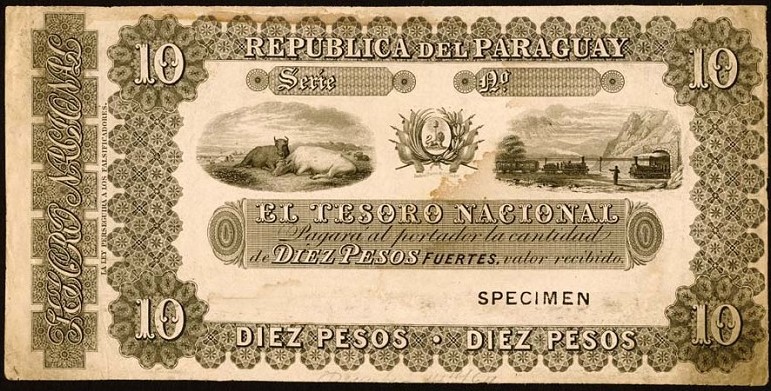 TESORO NACIONAL
LA LEY PERSEGUIRÁ A LOS FALSIFICADORES.
10
10
REPUBLICA DEL PARAGUAY
Serie
Nº
EL TESORO NACIONAL
Pagará al portador la cantidad
de DIEZ PESOS FUERTES, valor recibido.
SPECIMEN
10
10
DIEZ PESOS · DIEZ PESOS